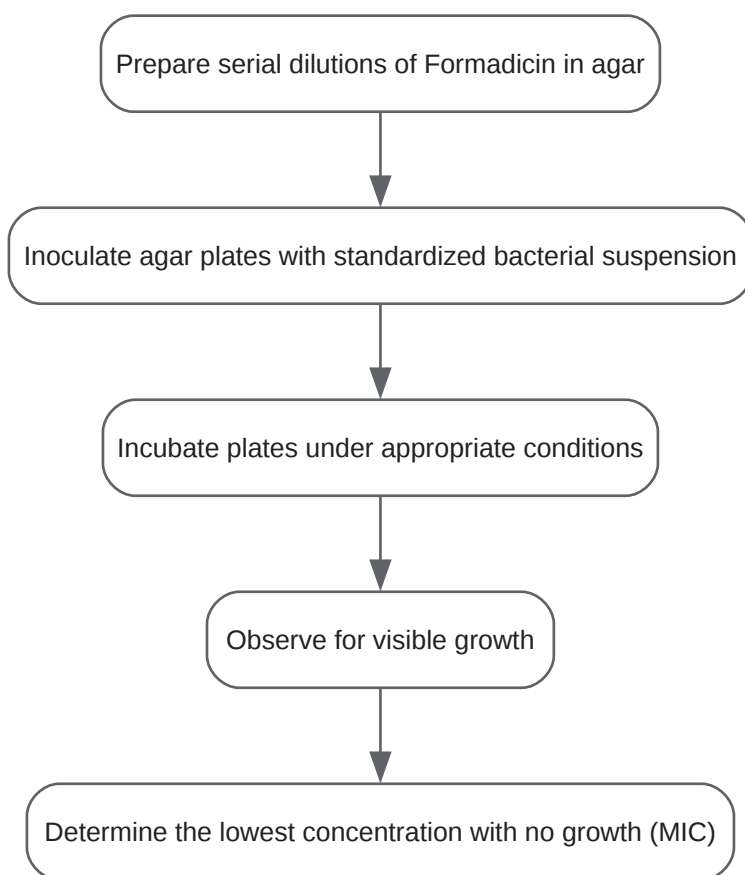 Prepare serial dilutions of Formadicin in agar
Inoculate agar plates with standardized bacterial suspension
Incubate plates under appropriate conditions
Observe for visible growth
Determine the lowest concentration with no growth (MIC)